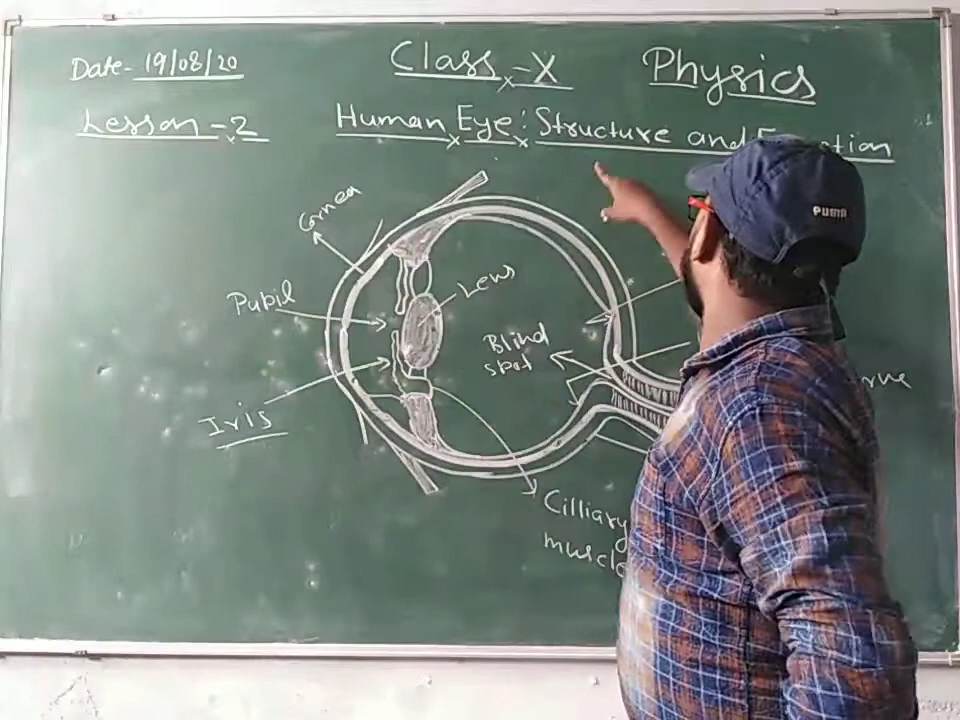 Date- 19/08/20
Class-X Physics
Lesson-2
Human Eye: Structure and
Cornea
Pupil
Lens
Blind
spot
Iris
Cilliary
PUMA